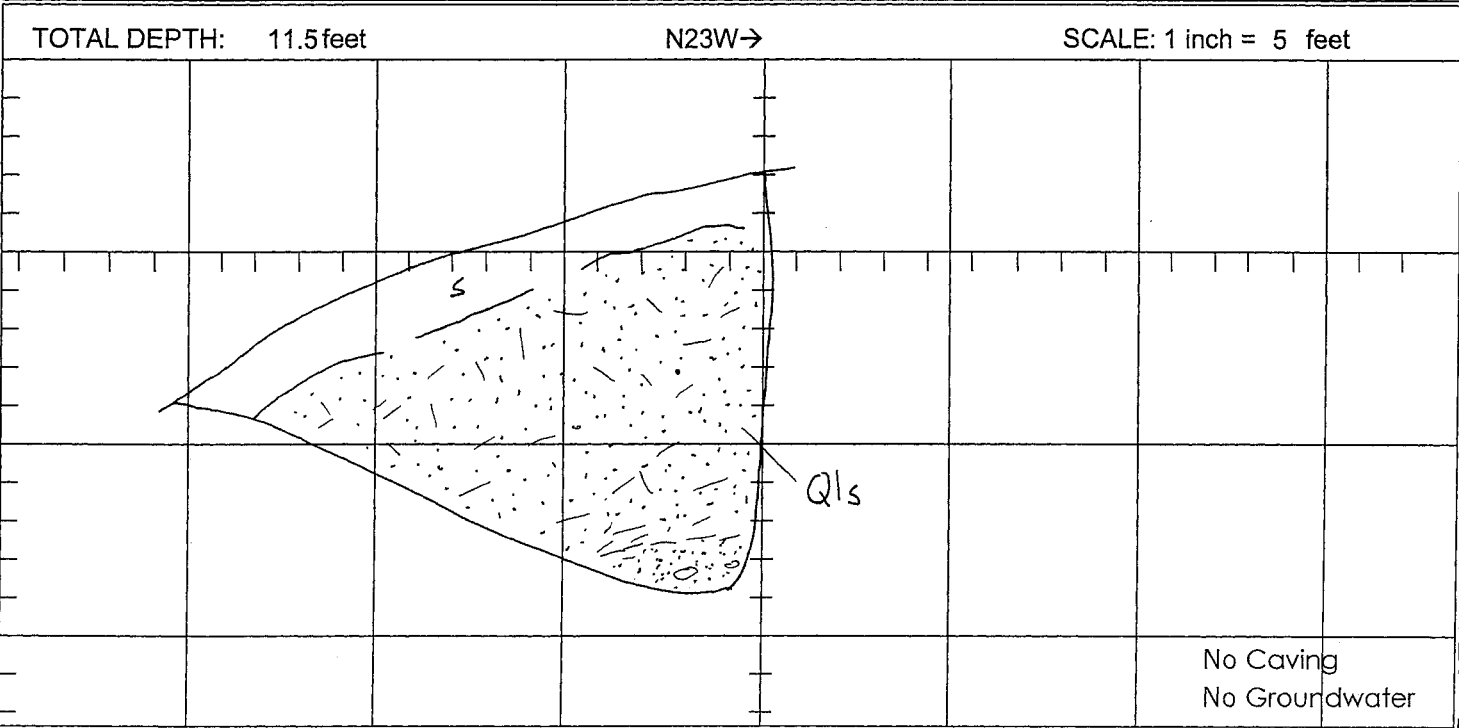 TOTAL DEPTH: 11.5 feet N23W→ SCALE: 1 inch = 5 feet
s
Qls
No Caving
No Groundwater